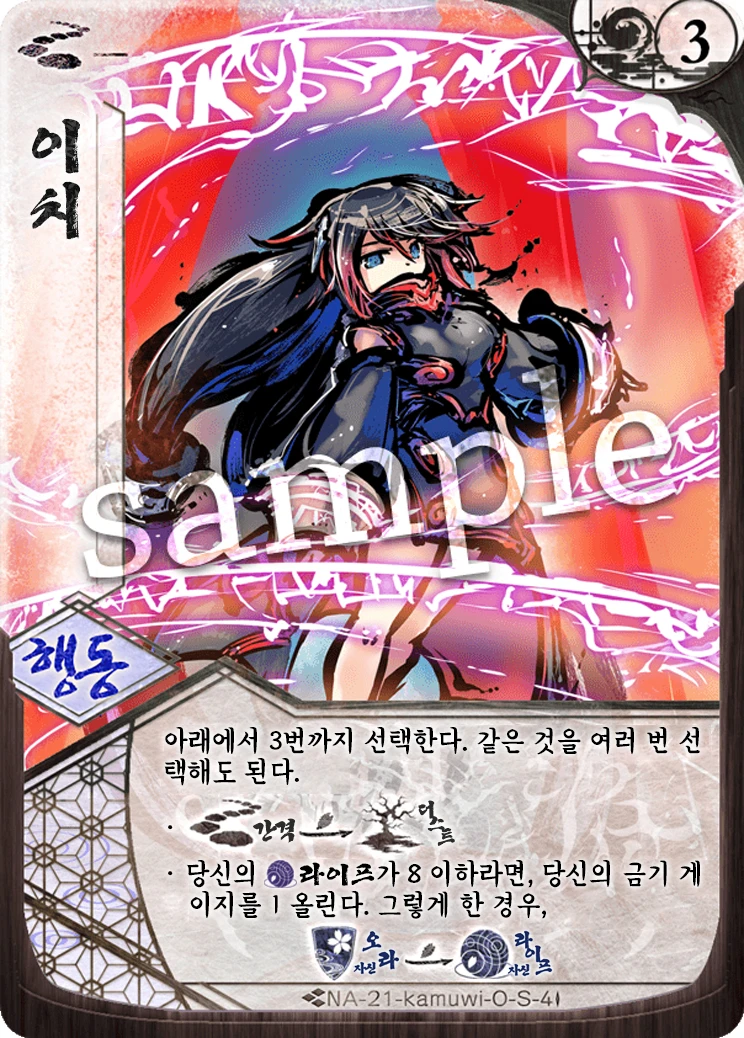 3
이치
sample
행동
아래에서 3번까지 선택한다. 같은 것을 여러 번 선
택해도 된다.
· 간격 더스트
· 당신의 라이프가 8 이하라면, 당신의 금기 게
이지를 1 올린다. 그렇게 한 경우,
자신 오라 자신 라이프
NA-21-kamuwi-O-S-4